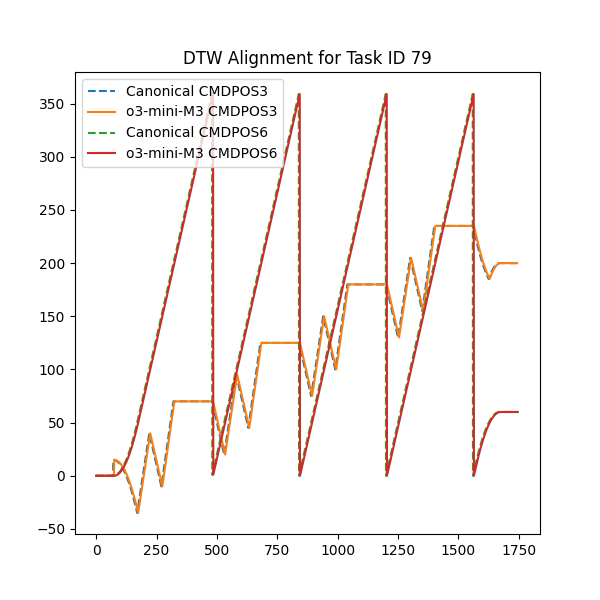 DTW Alignment for Task ID 79
Canonical CMDPOS3
o3-mini-M3 CMDPOS3
Canonical CMDPOS6
o3-mini-M3 CMDPOS6
350
300
250
200
150
100
50
0
−50
0 250 500 750 1000 1250 1500 1750